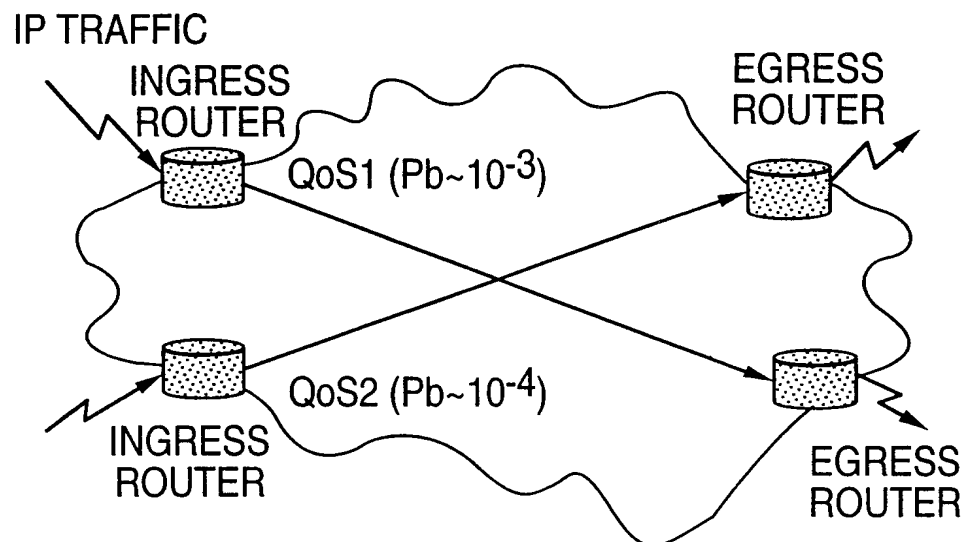 IP TRAFFIC
INGRESS
ROUTER
EGRESS
ROUTER
QoS1 (Pb~10⁻³)
QoS2 (Pb~10⁻⁴)
INGRESS
ROUTER
EGRESS
ROUTER